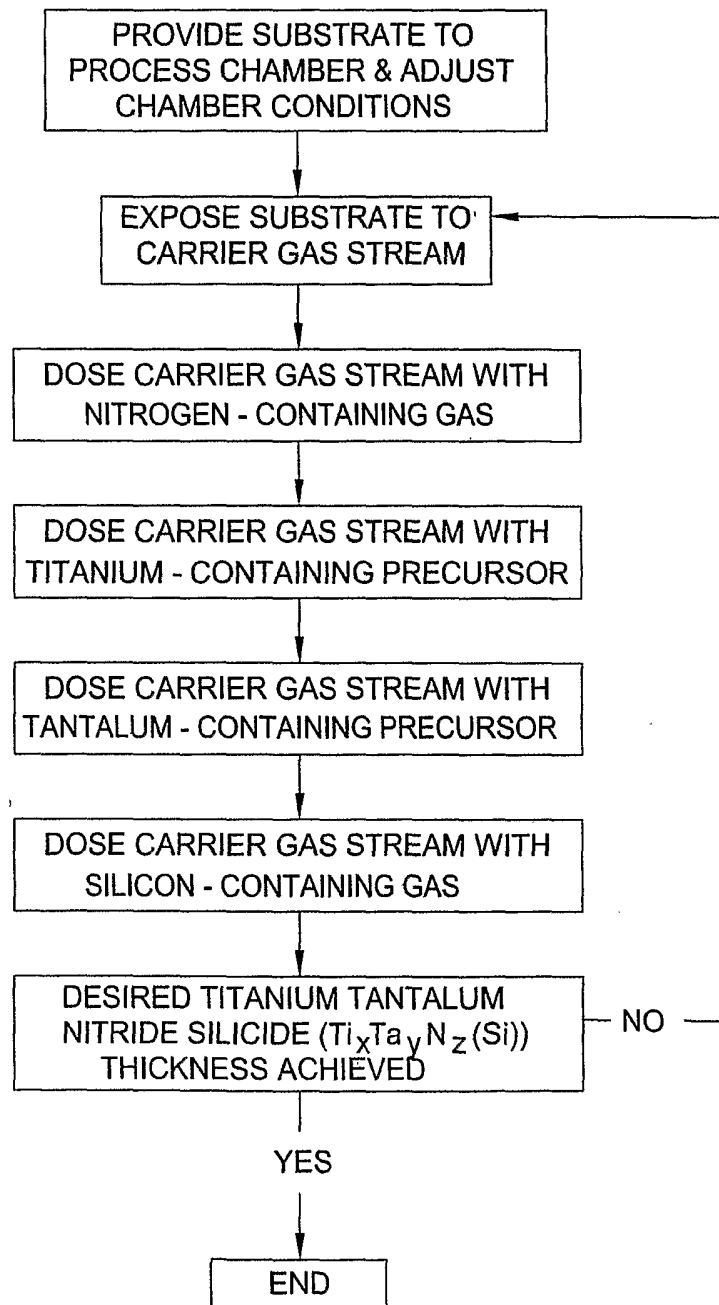 PROVIDE SUBSTRATE TO
PROCESS CHAMBER & ADJUST
CHAMBER CONDITIONS
EXPOSE SUBSTRATE TO
CARRIER GAS STREAM
DOSE CARRIER GAS STREAM WITH
NITROGEN - CONTAINING GAS
DOSE CARRIER GAS STREAM WITH
TITANIUM - CONTAINING PRECURSOR
DOSE CARRIER GAS STREAM WITH
TANTALUM - CONTAINING PRECURSOR
DOSE CARRIER GAS STREAM WITH
SILICON - CONTAINING GAS
DESIRED TITANIUM TANTALUM
NITRIDE SILICIDE (TixTayNz(Si))
THICKNESS ACHIEVED
NO
YES
END